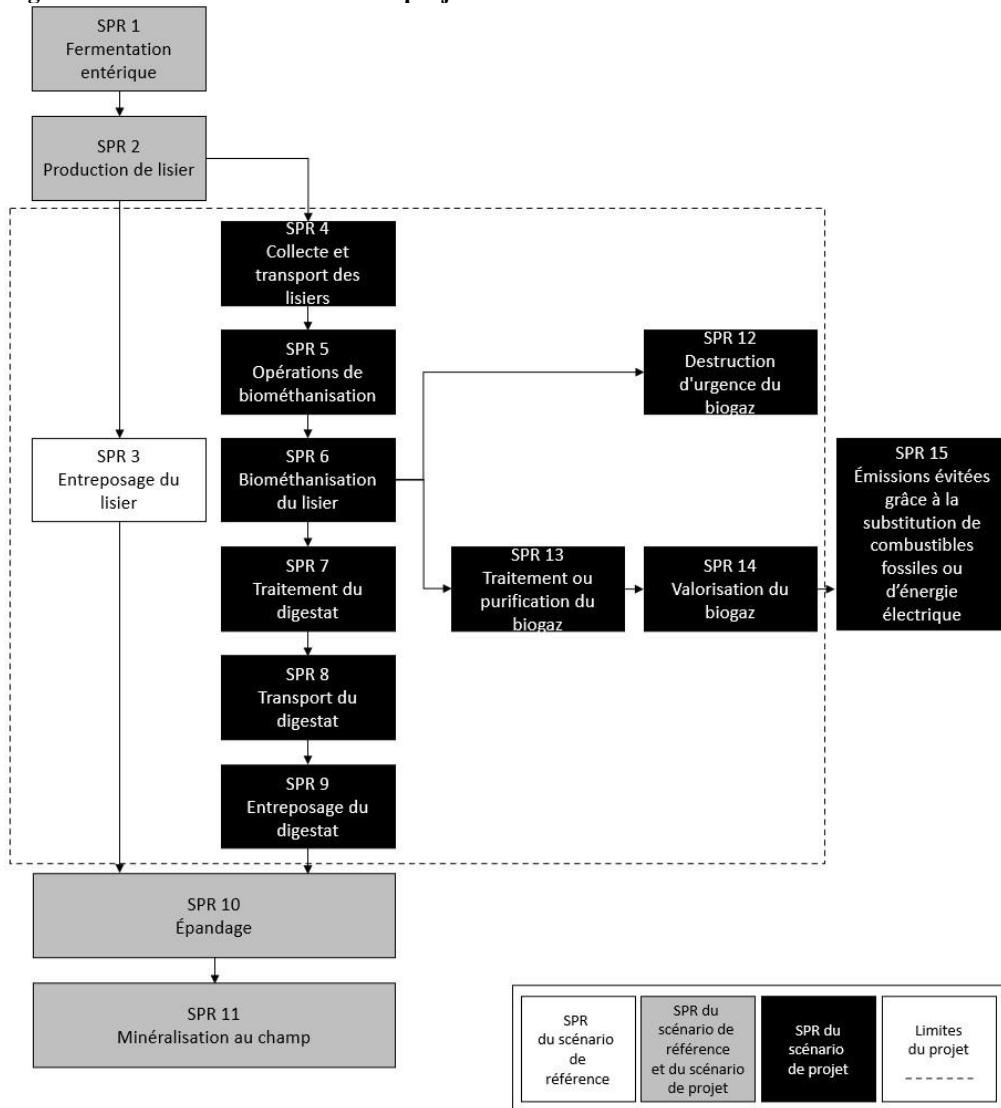 SPR 1
Fermentation
entérique
SPR 2
Production de lisier
SPR 4
Collecte et
transport des
lisiers
SPR 5
Opérations de
biométhanisation
SPR 12
Destruction
d'urgence du
biogaz
SPR 3
Entreposage du
lisier
SPR 6
Biométhanisation
du lisier
SPR 15
Émissions évitées
grâce à la
substitution de
combustibles
fossiles ou
d'énergie
électrique
SPR 7
Traitement du
digestat
SPR 13
Traitement ou
purification du
biogaz
SPR 14
Valorisation du
biogaz
SPR 8
Transport du
digestat
SPR 9
Entreposage du
digestat
SPR 10
Épandage
SPR 11
Minéralisation au champ
SPR
du scénario
de
référence
SPR du
scénario de
référence
et du scénario
de projet
SPR du
scénario de
projet
Limites
du projet